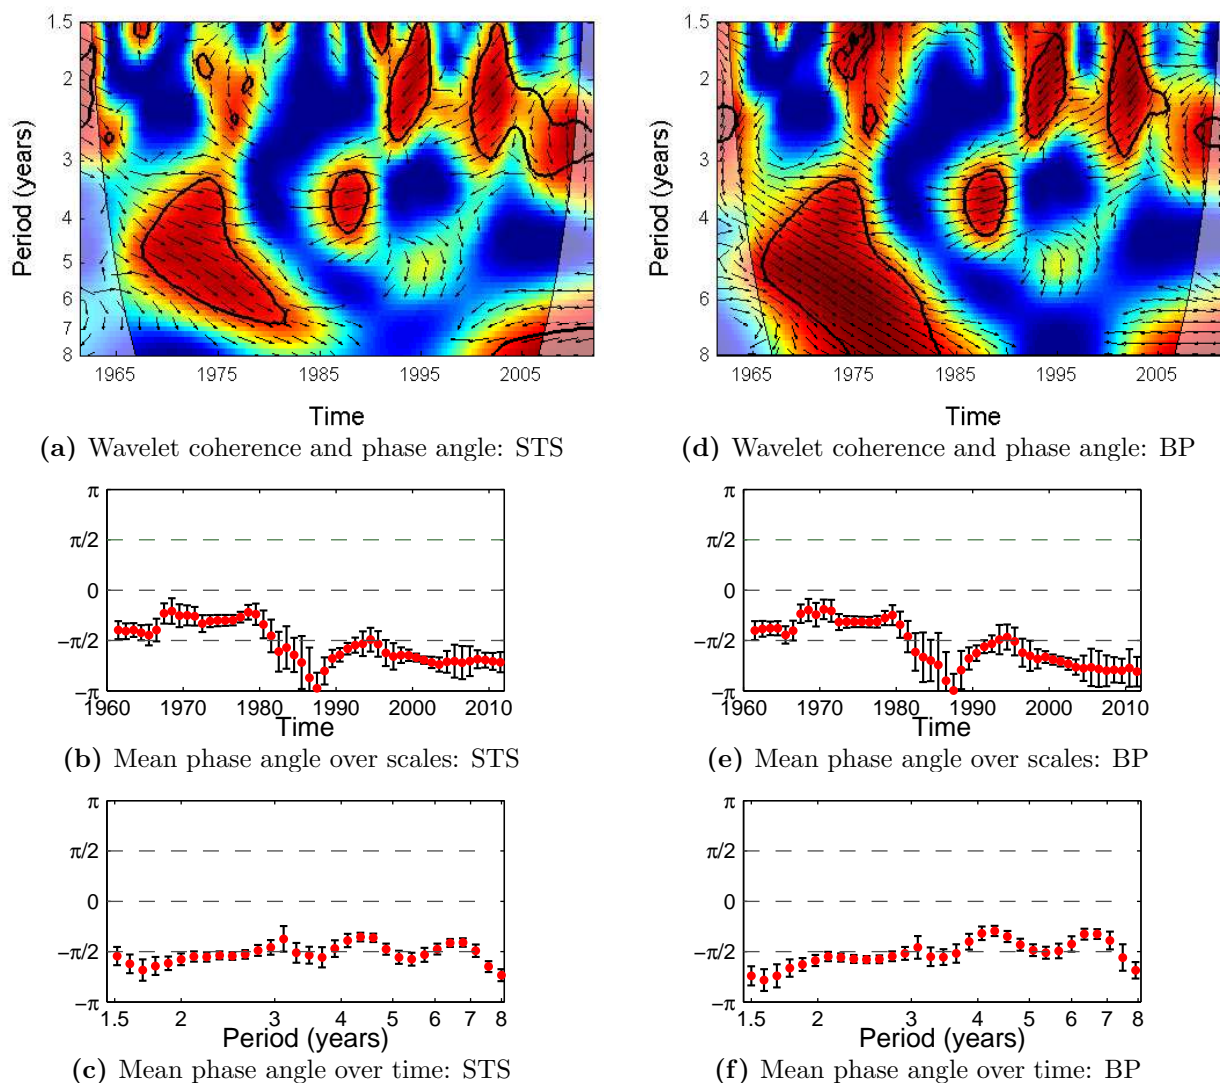 1.5
2
3
4
5
6
7
8
Period (years)
1965 1975 1985 1995 2005
Time
(a) Wavelet coherence and phase angle: STS
1.5
2
3
4
5
6
8
Period (years)
1965 1975 1985 1995 2005
Time
(d) Wavelet coherence and phase angle: BP
π
π/2
0
−π/2
−π
1960 1970 1980 1990 2000 2010
Time
(b) Mean phase angle over scales: STS
π
π/2
0
−π/2
−π
1960 1970 1980 1990 2000 2010
Time
(e) Mean phase angle over scales: BP
π
π/2
0
−π/2
−π
1.5 2 3 4 5 6 7 8
Period (years)
(c) Mean phase angle over time: STS
π
π/2
0
−π/2
−π
1.5 2 3 4 5 6 7 8
Period (years)
(f) Mean phase angle over time: BP